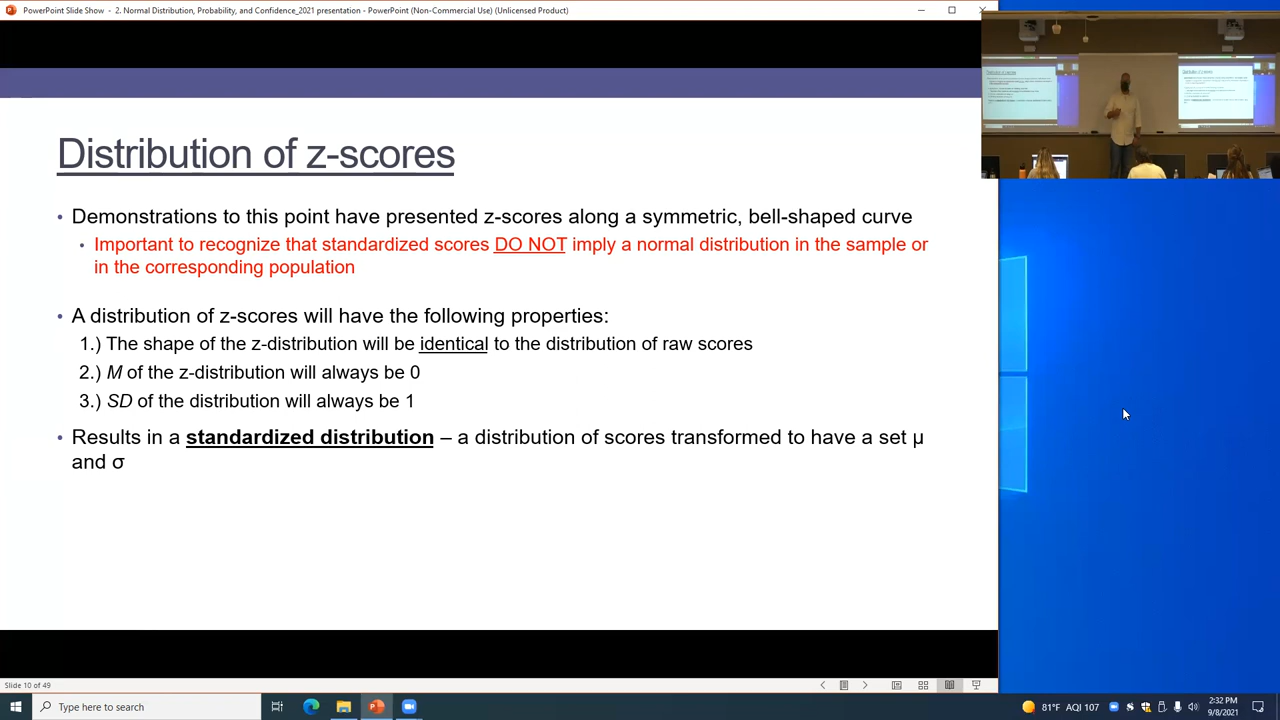 PowerPoint Slide Show - 2. Normal Distribution, Probability, and Confidence_2021 presentation - PowerPoint (Non-Commercial Use) (Unlicensed Product)
Distribution of z-scores
• Demonstrations to this point have presented z-scores along a symmetric, bell-shaped curve
• Important to recognize that standardized scores DO NOT imply a normal distribution in the sample or
in the corresponding population
• A distribution of z-scores will have the following properties:
1.) The shape of the z-distribution will be identical to the distribution of raw scores
2.) M of the z-distribution will always be 0
3.) SD of the distribution will always be 1
• Results in a standardized distribution – a distribution of scores transformed to have a set μ
and σ
Slide 10 of 49
Type here to search
81°F AQI 107
2:32 PM
9/8/2021